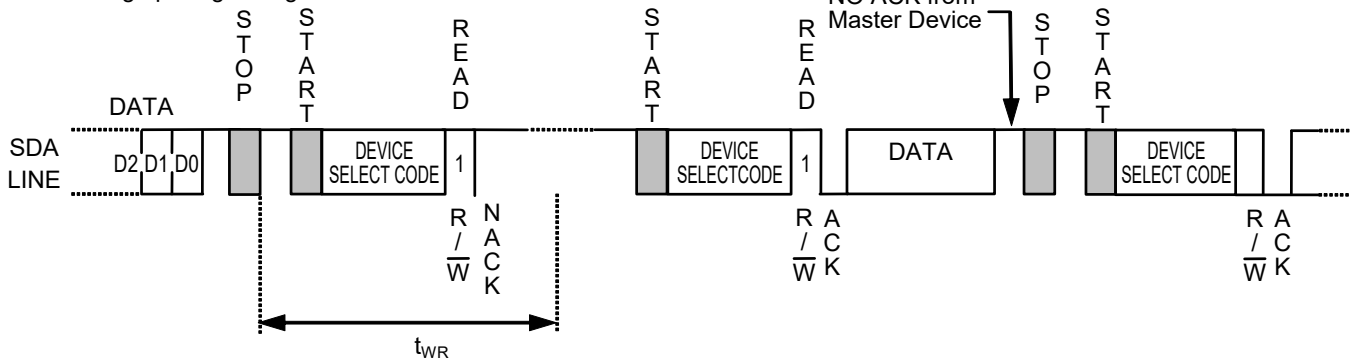 NO ACK from
Master Device
STOP
START
READ
START
READ
STOP
START
DATA
SDA
LINE
D2
D1
D0
DEVICE
SELECT CODE
1
DEVICE
SELECTCODE
1
DATA
DEVICE
SELECT CODE
R/W
NACK
R/W
ACK
R/W
ACK
tWR